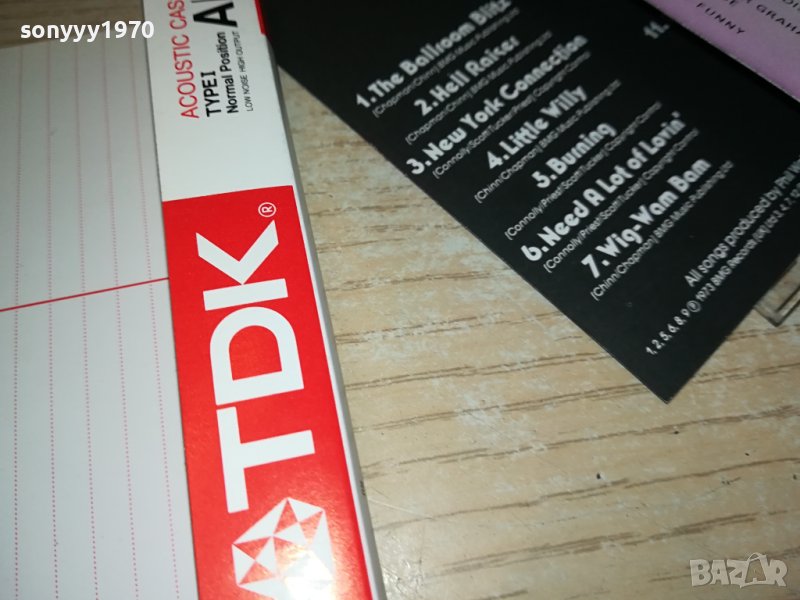 sonyyy1970
ACOUSTIC CAS
TYPE I
Normal Position
LOW NOISE HIGH OUTPUT
A
TDK®
1. The Ballroom Blitz
(Chapman/Chinn) BMG Music Publishing Ltd
2. Hell Raiser
(Chapman/Chinn) BMG Music Publishing Ltd
3. New York Connection
(Connolly/Priest/Scott/Tucker) Copyright Control
4. Little Willy
(Chinn/Chapman) BMG Music Publishing Ltd
5. Burning
(Connolly/Priest/Scott/Tucker) Copyright Control
6. Need A Lot of Lovin'
(Connolly/Priest/Scott/Tucker) Copyright Control
7. Wig-Wam Bam
(Chinn/Chapman) BMG Music Publishing Ltd
11.
All songs produced by Phil
1, 2, 5, 6, 8, 9 ℗ 1973 BMG Records (UK) Ltd 3, 4, 7,
GRAHA
FUNNY
BAZAR